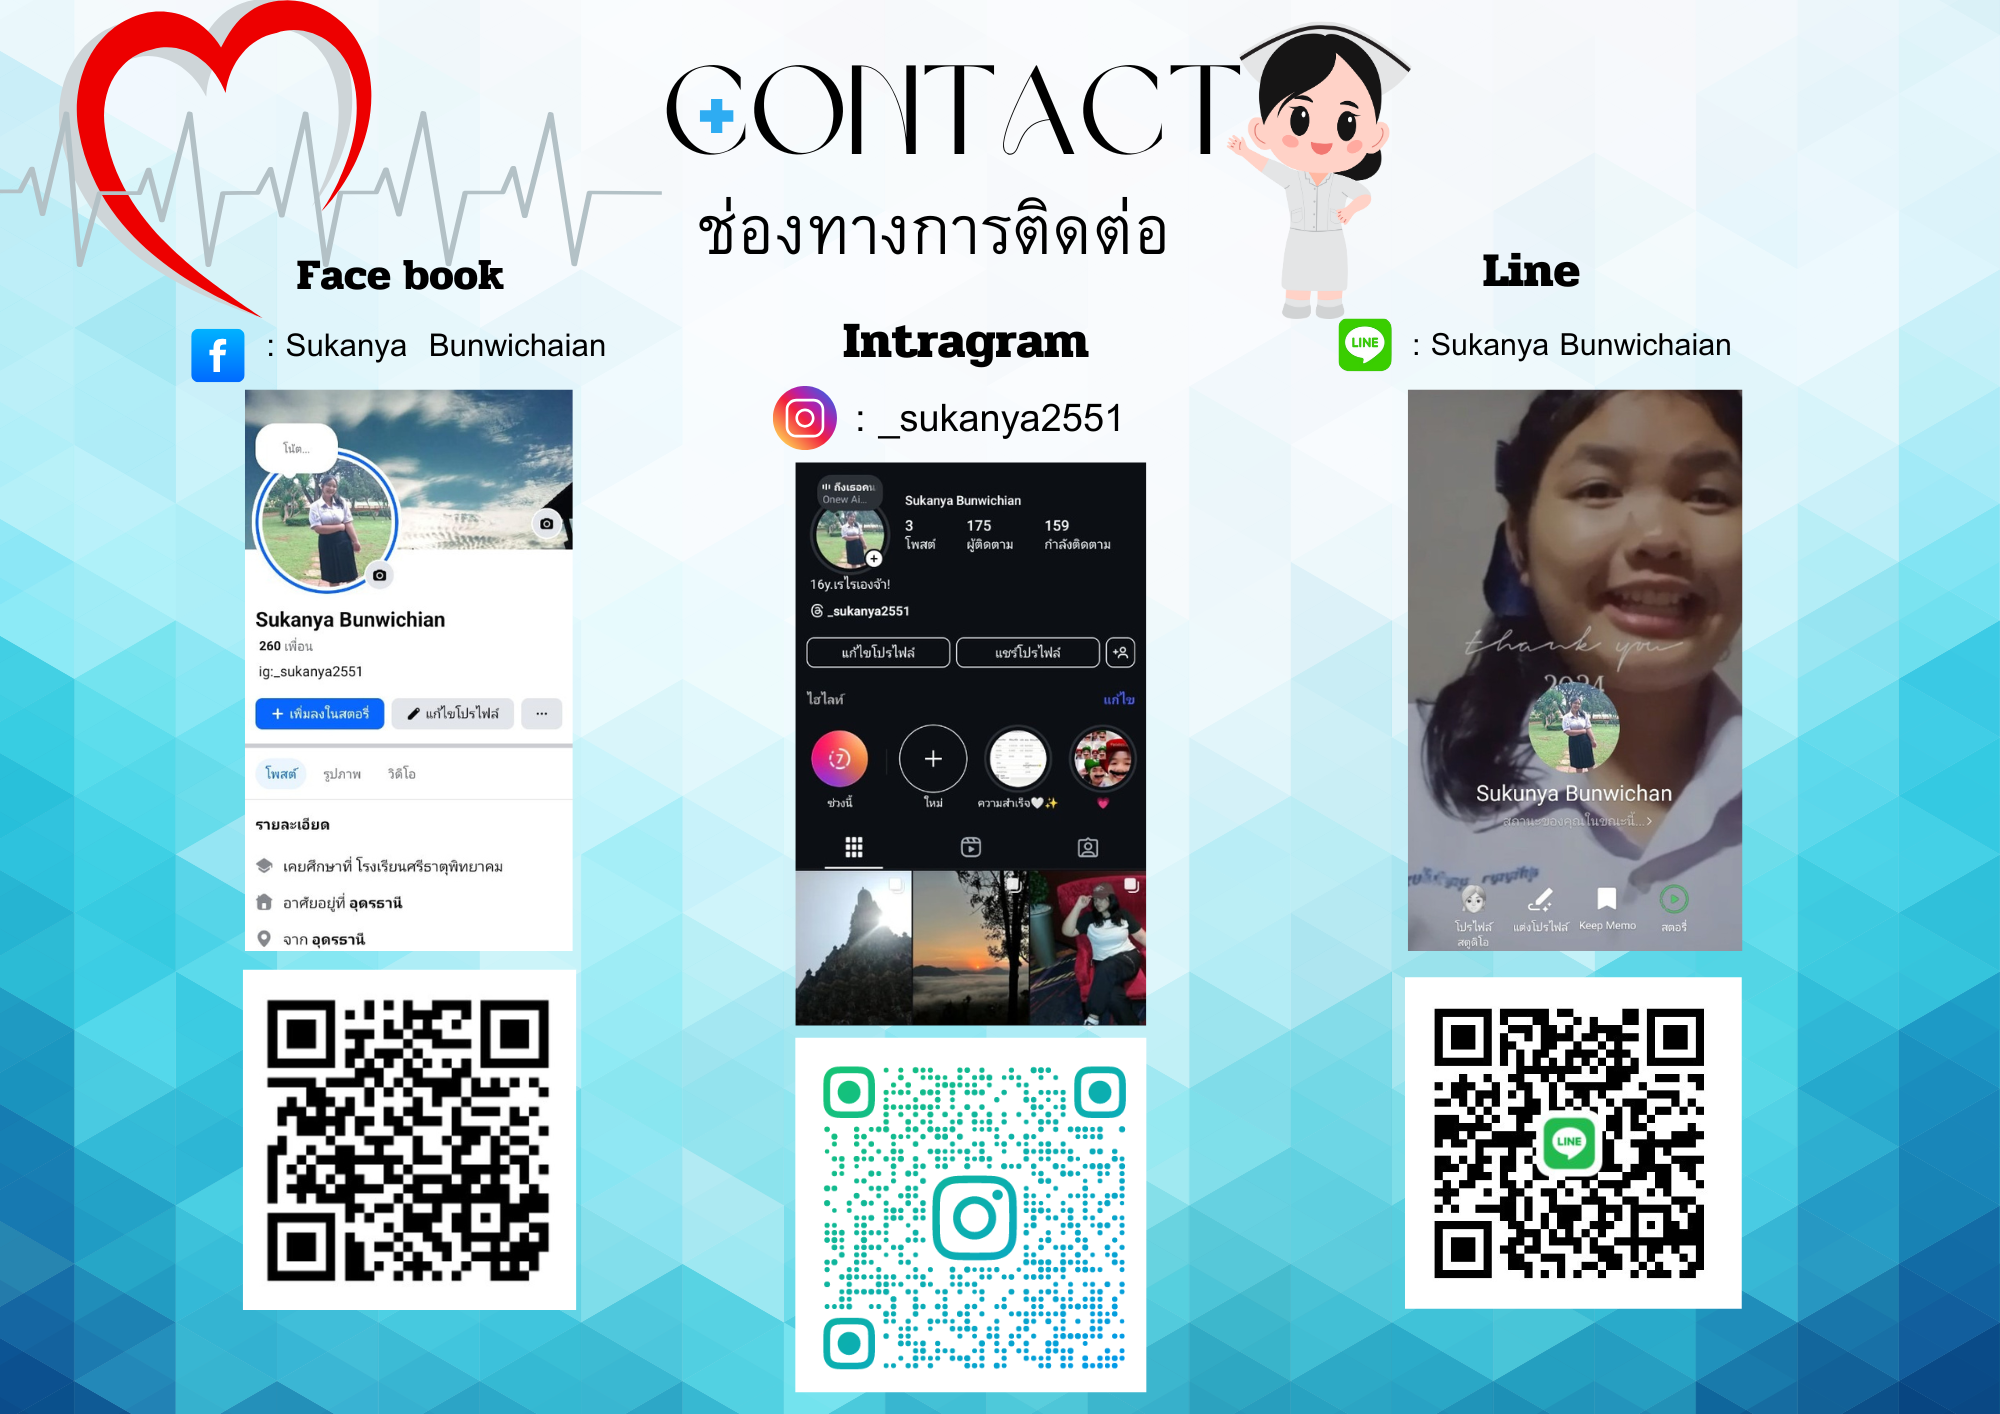 CONTACT
ช่องทางการติดต่อ
Face book
: Sukanya Bunwichaian
โน้ต...
Sukanya Bunwichian
260 เพื่อน
ig:_sukanya2551
+ เพิ่มลงในสตอรี่
แก้ไขโปรไฟล์
...
โพสต์ รูปภาพ วิดีโอ
รายละเอียด
เคยศึกษาที่ โรงเรียนศรีธาตุพิทยาคม
อาศัยอยู่ที่ อุดรธานี
จาก อุดรธานี
Intragram
: _sukanya2551
ถึงเธอคน
Onew Ai...
Sukanya Bunwichian
3 175 159
โพสต์ ผู้ติดตาม กำลังติดตาม
16y.เรไรเองจ้า!
_sukanya2551
แก้ไขโปรไฟล์ แชร์โปรไฟล์
ไฮไลท์ แก้ไข
7
ช่วงนี้ ใหม่ ความสำเร็จ🤍✨ 💗
Line
LINE
: Sukanya Bunwichaian
thank you
2024
Sukunya Bunwichan
สถานะของคุณในขณะนี้...
โปรไฟล์
สตูดิโอ
แต่งโปรไฟล์
Keep Memo
สตอรี่
LINE